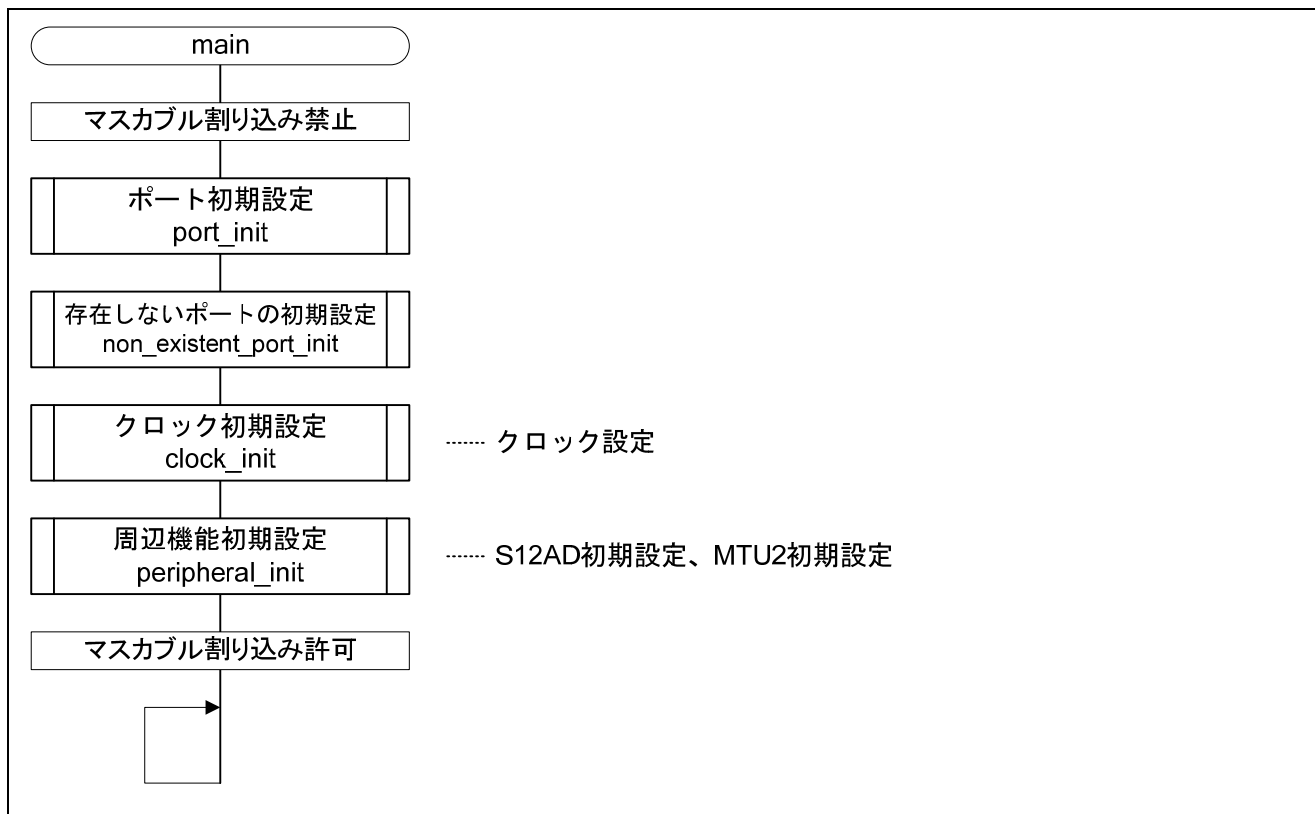 main
マスカブル割り込み禁止
ポート初期設定
port_init
存在しないポートの初期設定
non_existent_port_init
クロック初期設定
clock_init
クロック設定
周辺機能初期設定
peripheral_init
S12AD初期設定、MTU2初期設定
マスカブル割り込み許可